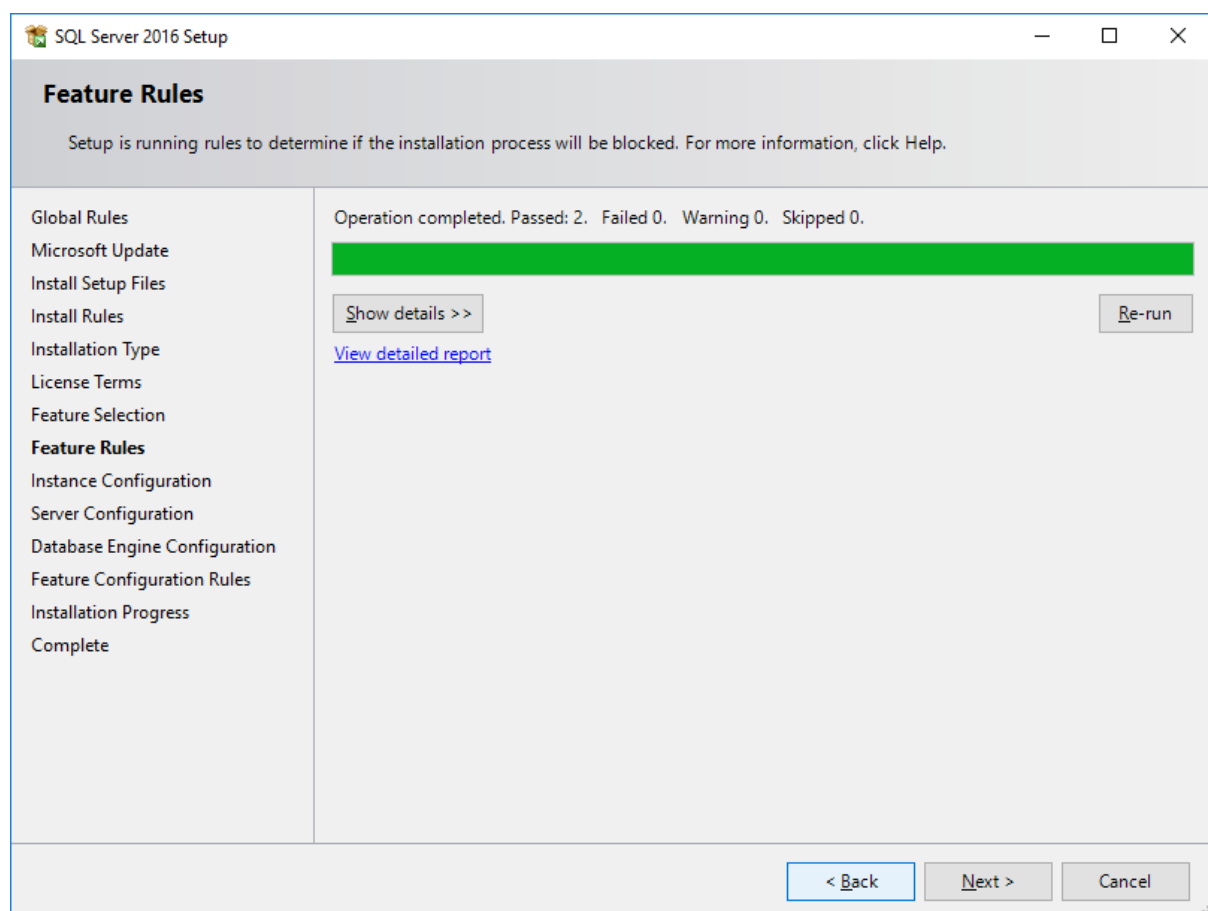 SQL Server 2016 Setup
Feature Rules
Setup is running rules to determine if the installation process will be blocked. For more information, click Help.
Global Rules
Microsoft Update
Install Setup Files
Install Rules
Installation Type
License Terms
Feature Selection
Feature Rules
Instance Configuration
Server Configuration
Database Engine Configuration
Feature Configuration Rules
Installation Progress
Complete
Operation completed. Passed: 2. Failed 0. Warning 0. Skipped 0.
Show details >>
Re-run
View detailed report
< Back
Next >
Cancel